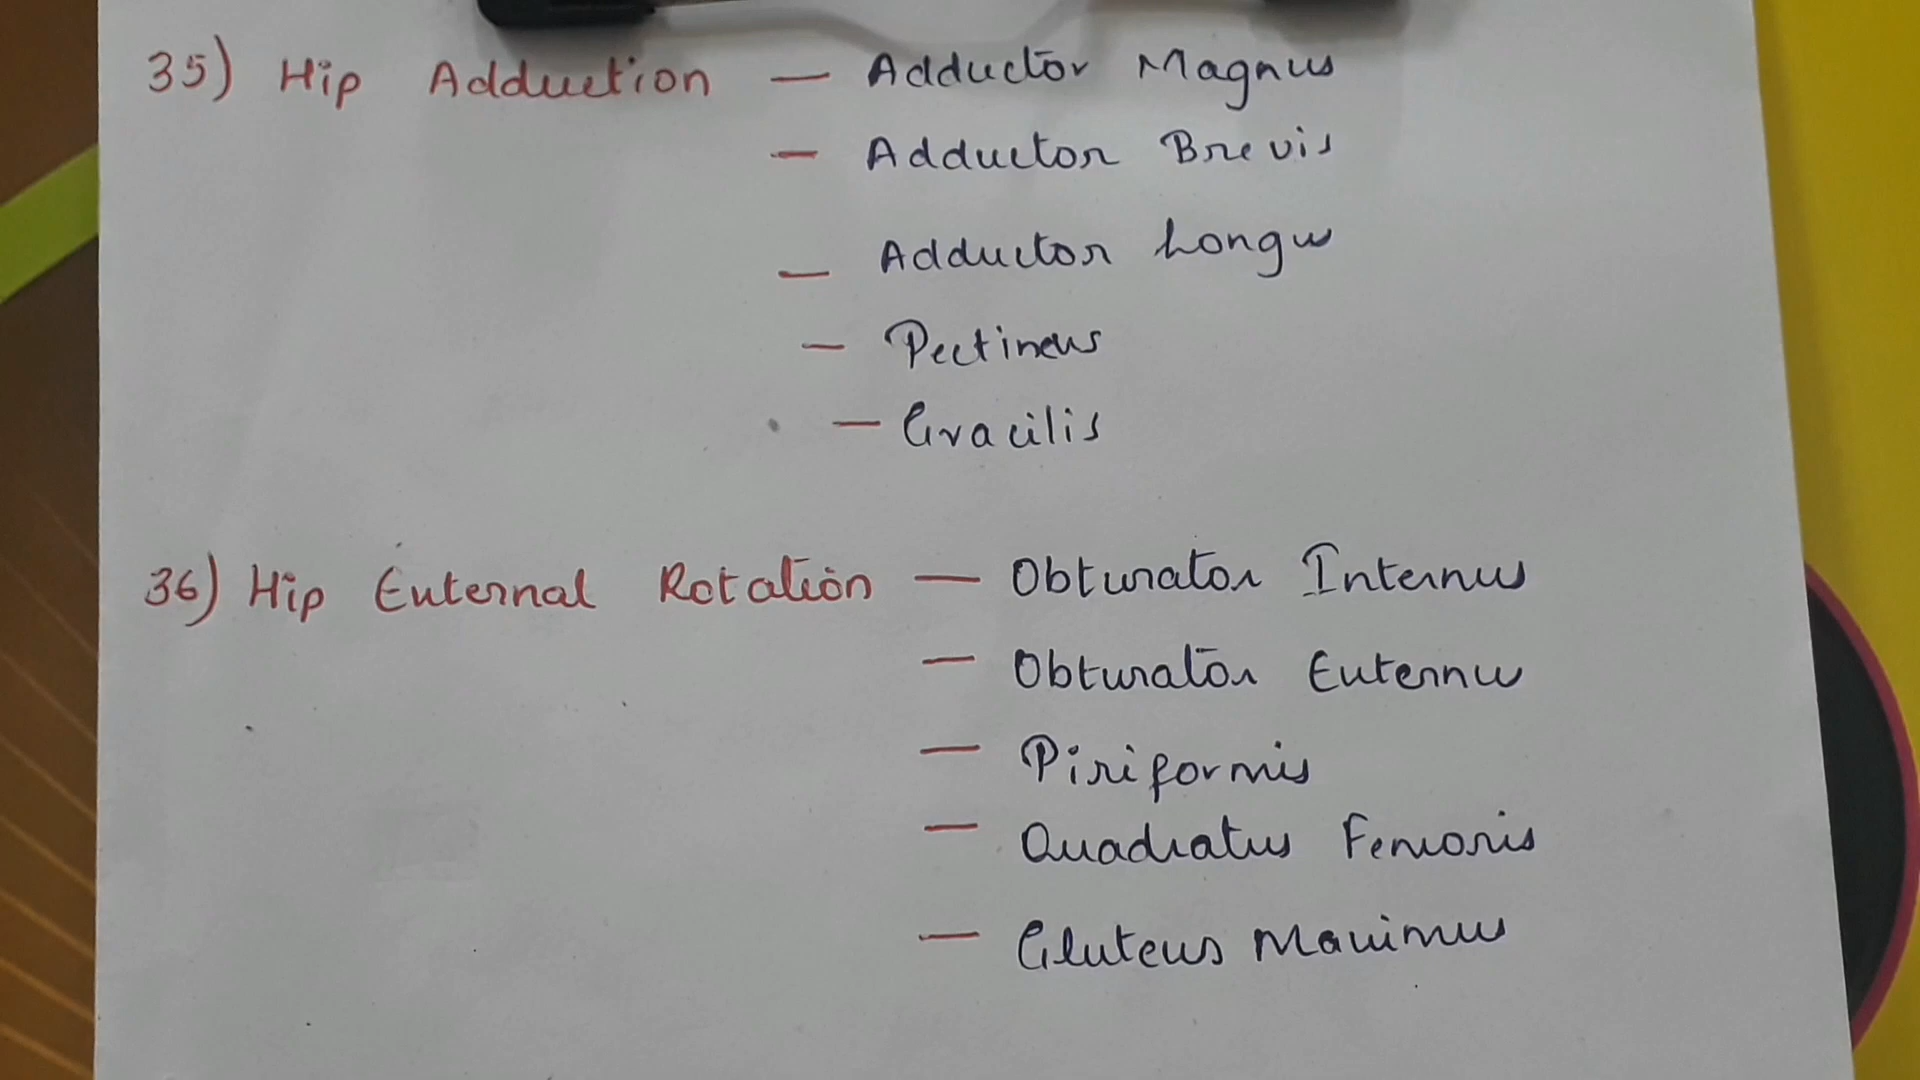 35) Hip Adduction — Adductor Magnus
— Adductor Brevis
— Adductor Longus
— Pectineus
— Gracilis
36) Hip External Rotation — Obturator Internus
— Obturator Externus
— Piriformis
— Quadratus Femoris
— Gluteus Maximus